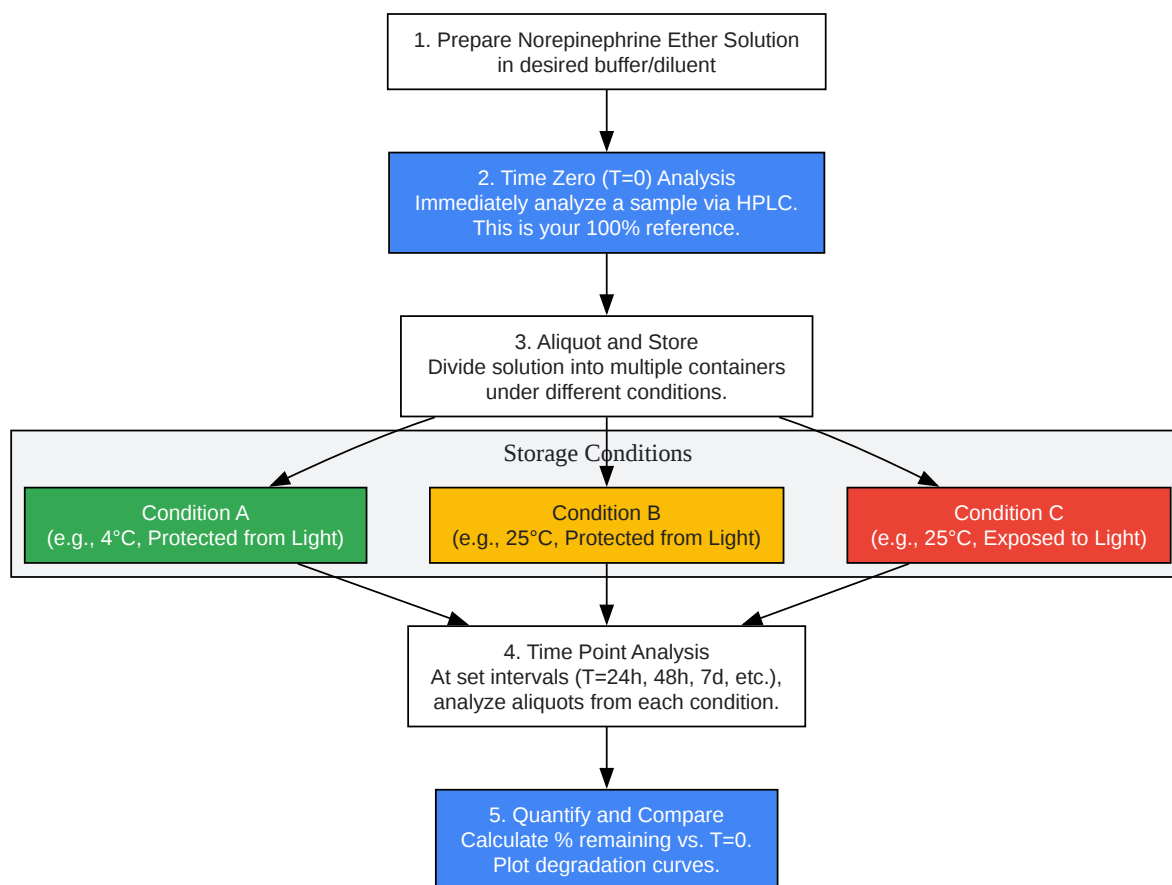 1. Prepare Norepinephrine Ether Solution
in desired buffer/diluent
2. Time Zero (T=0) Analysis
Immediately analyze a sample via HPLC.
This is your 100% reference.
3. Aliquot and Store
Divide solution into multiple containers
under different conditions.
Storage Conditions
Condition A
(e.g., 4°C, Protected from Light)
Condition B
(e.g., 25°C, Protected from Light)
Condition C
(e.g., 25°C, Exposed to Light)
4. Time Point Analysis
At set intervals (T=24h, 48h, 7d, etc.),
analyze aliquots from each condition.
5. Quantify and Compare
Calculate % remaining vs. T=0.
Plot degradation curves.